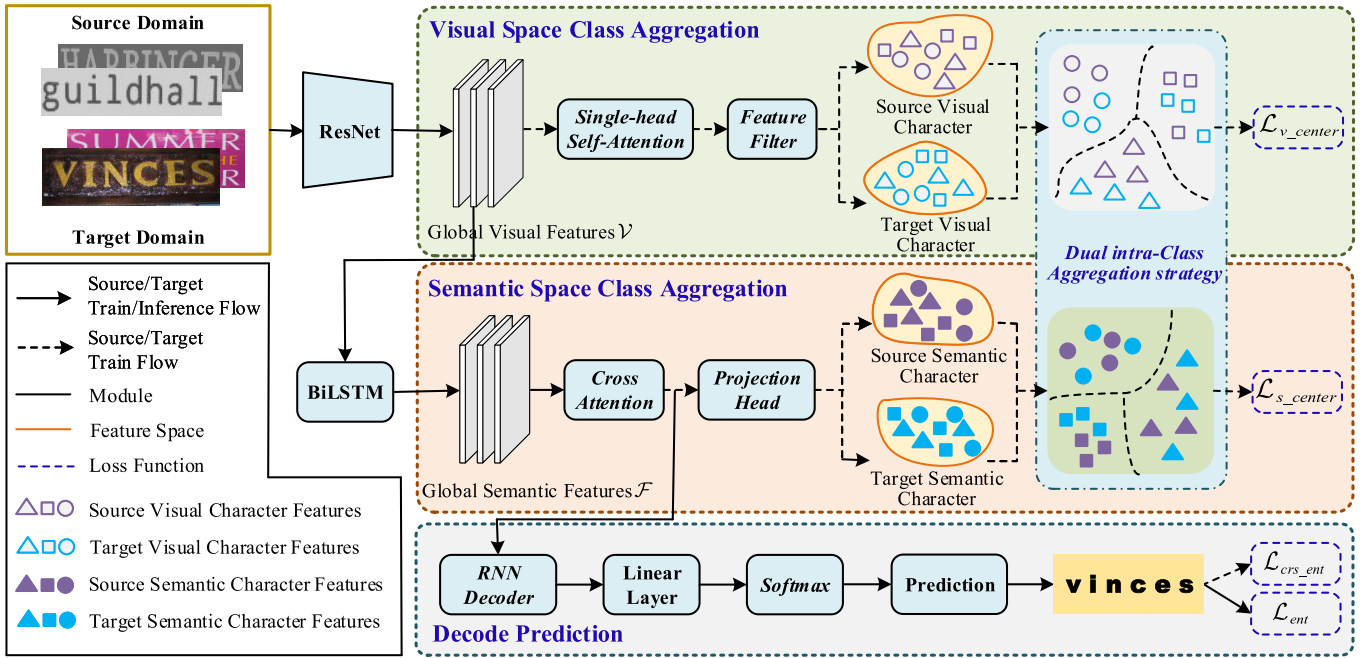 Source Domain
HARBINGER
guildhall
SUMMER
THE
R
VINCES
Target Domain
ResNet
Visual Space Class Aggregation
Global Visual Features 𝒱
Single-head
Self-Attention
Feature
Filter
Source Visual
Character
Target Visual
Character
ℒv_center
Dual intra-Class
Aggregation strategy
Source/Target
Train/Inference Flow
Source/Target
Train Flow
Module
Feature Space
Loss Function
Source Visual Character Features
Target Visual Character Features
Source Semantic Character Features
Target Semantic Character Features
BiLSTM
Semantic Space Class Aggregation
Global Semantic Features ℱ
Cross
Attention
Projection
Head
Source Semantic
Character
Target Semantic
Character
ℒs_center
RNN
Decoder
Linear
Layer
Softmax
Prediction
vinces
ℒcrs_ent
ℒent
Decode Prediction